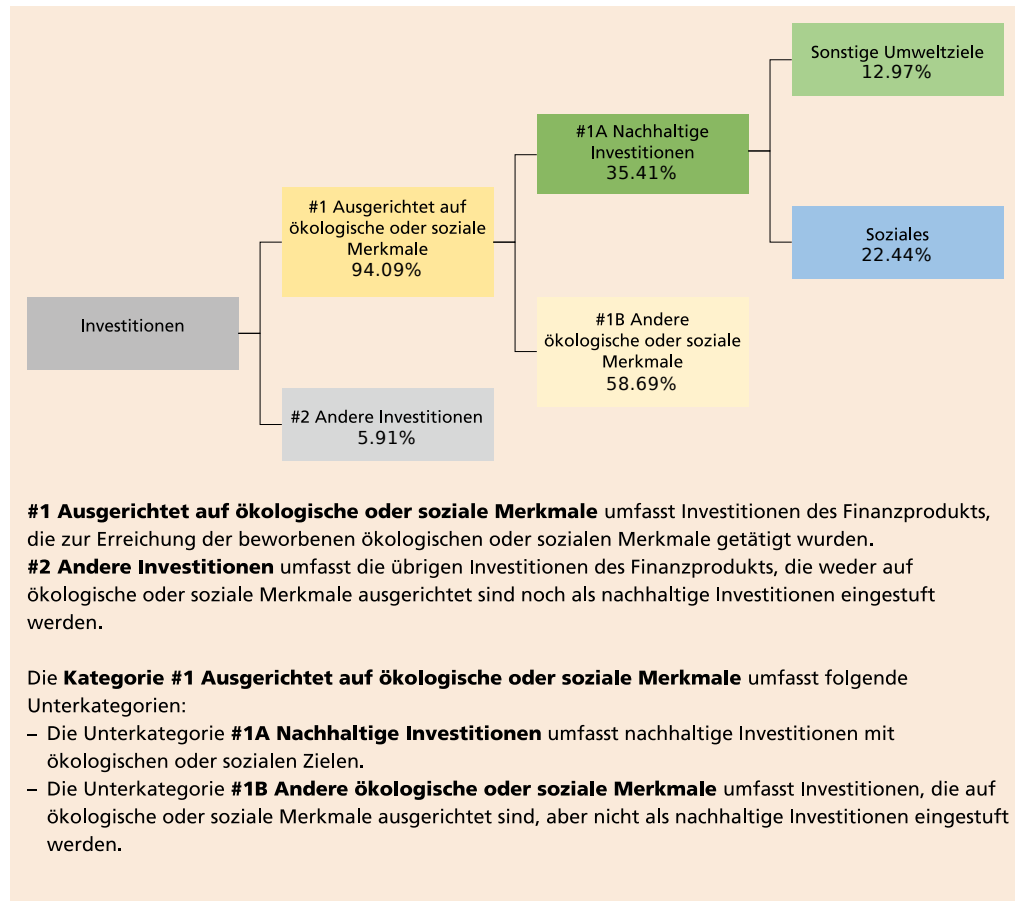 Sonstige Umweltziele
12.97%
#1A Nachhaltige
Investitionen
35.41%
#1 Ausgerichtet auf
ökologische oder soziale
Merkmale
94.09%
Soziales
22.44%
Investitionen
#1B Andere
ökologische oder soziale
Merkmale
58.69%
#2 Andere Investitionen
5.91%
#1 Ausgerichtet auf ökologische oder soziale Merkmale umfasst Investitionen des Finanzprodukts,
die zur Erreichung der beworbenen ökologischen oder sozialen Merkmale getätigt wurden.
#2 Andere Investitionen umfasst die übrigen Investitionen des Finanzprodukts, die weder auf
ökologische oder soziale Merkmale ausgerichtet sind noch als nachhaltige Investitionen eingestuft
werden.
Die Kategorie #1 Ausgerichtet auf ökologische oder soziale Merkmale umfasst folgende
Unterkategorien:
– Die Unterkategorie #1A Nachhaltige Investitionen umfasst nachhaltige Investitionen mit
ökologischen oder sozialen Zielen.
– Die Unterkategorie #1B Andere ökologische oder soziale Merkmale umfasst Investitionen, die auf
ökologische oder soziale Merkmale ausgerichtet sind, aber nicht als nachhaltige Investitionen eingestuft
werden.